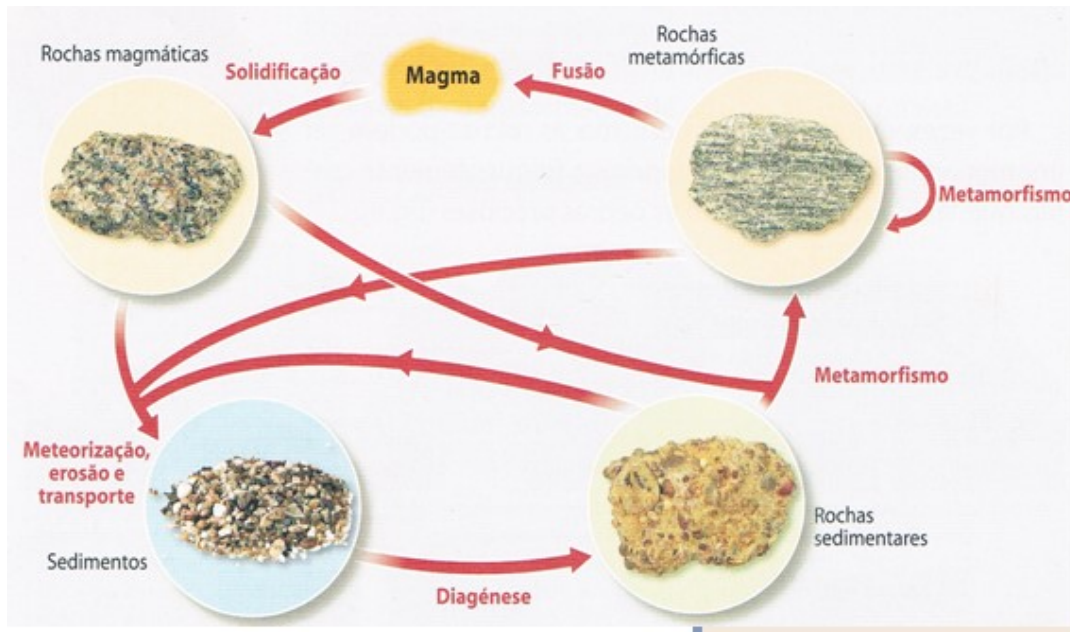 Rochas magmáticas
Solidificação
Magma
Fusão
Rochas
metamórficas
Metamorfismo
Metamorfismo
Meteorização,
erosão e
transporte
Sedimentos
Diagénese
Rochas
sedimentares